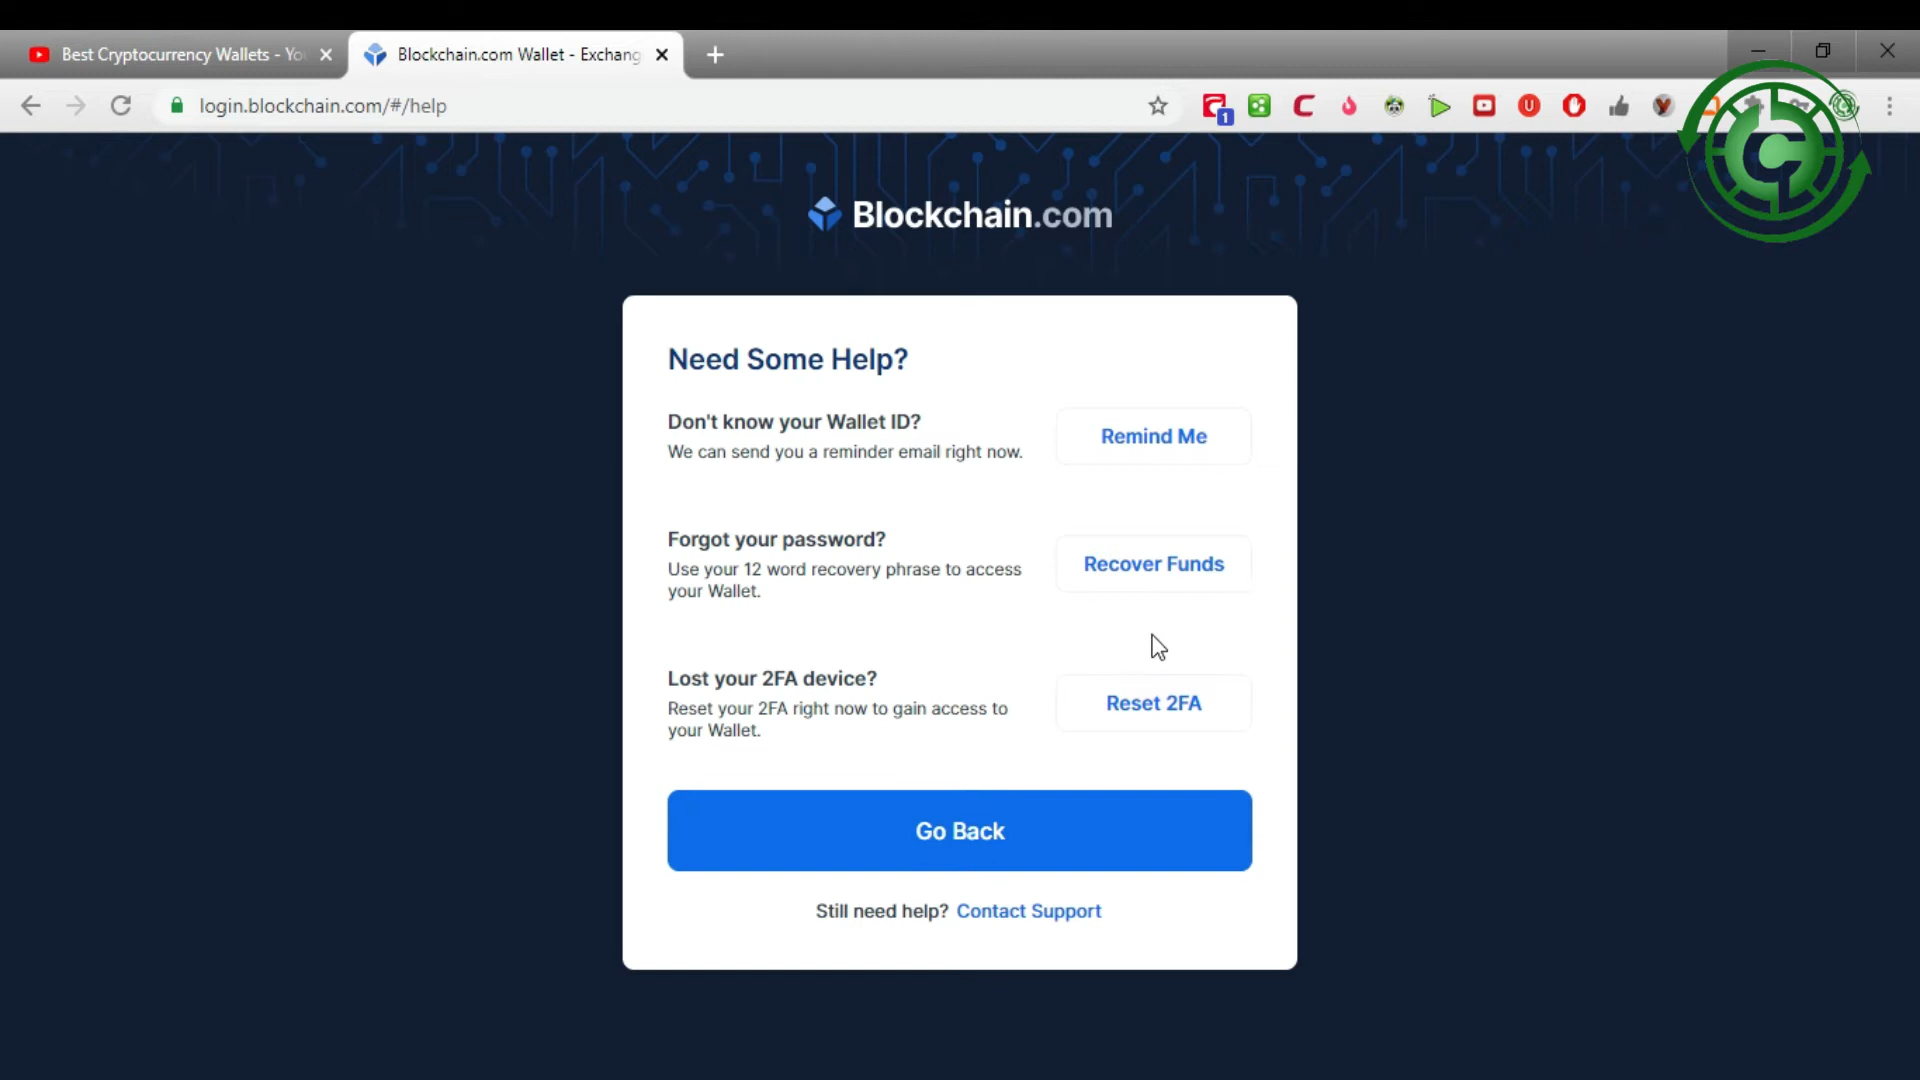 Best Cryptocurrency Wallets - Yo
Blockchain.com Wallet - Exchang
login.blockchain.com/#/help
1
Blockchain.com
Need Some Help?
Don't know your Wallet ID?
We can send you a reminder email right now.
Remind Me
Forgot your password?
Use your 12 word recovery phrase to access
your Wallet.
Recover Funds
Lost your 2FA device?
Reset your 2FA right now to gain access to
your Wallet.
Reset 2FA
Go Back
Still need help? Contact Support